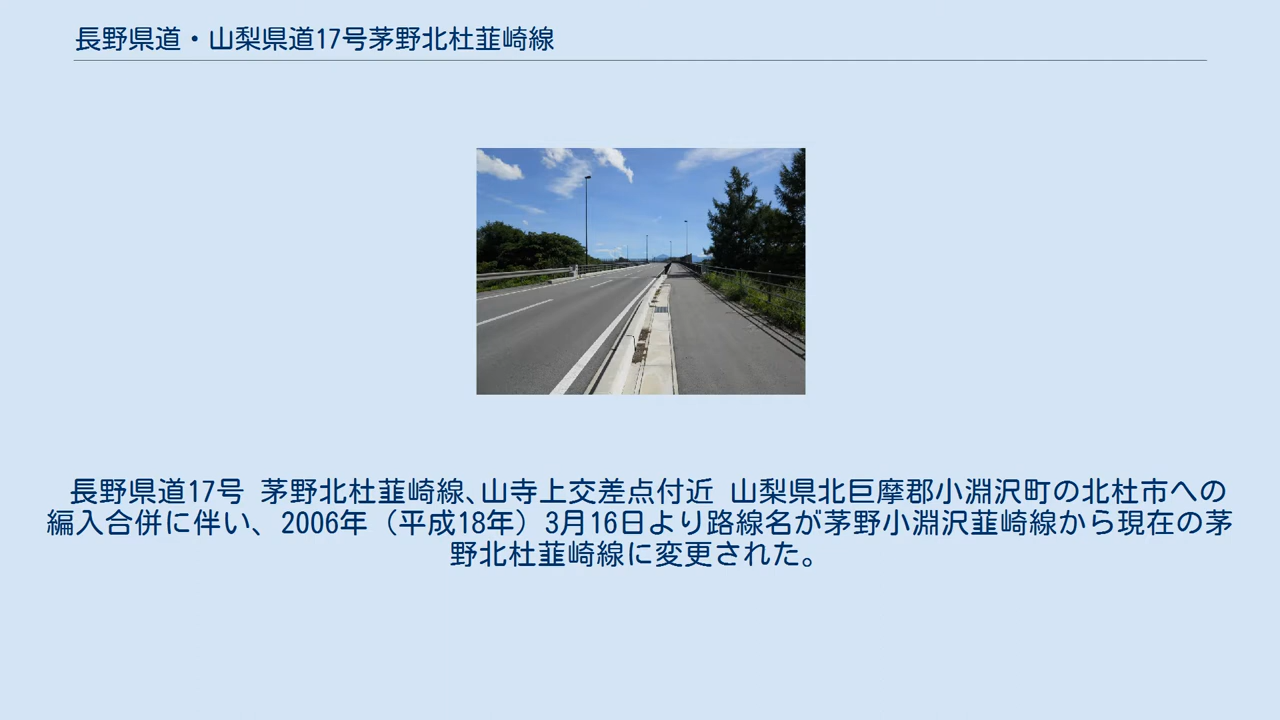 長野県道・山梨県道17号茅野北杜韮崎線
長野県道17号 茅野北杜韮崎線､山寺上交差点付近 山梨県北巨摩郡小淵沢町の北杜市への
編入合併に伴い、2006年（平成18年）3月16日より路線名が茅野小淵沢韮崎線から現在の茅
野北杜韮崎線に変更された。